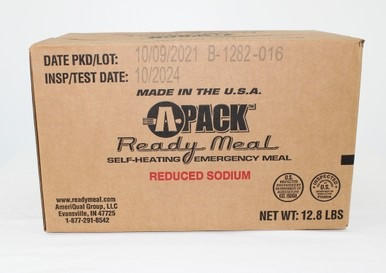 DATE PKD/LOT: 10/09/2021 B-1282-016
INSP/TEST DATE: 10/2024
MADE IN THE U.S.A.
A-PACK™
Ready Meal
SELF-HEATING EMERGENCY MEAL
REDUCED SODIUM
www.readymeal.com
AmeriQual Group, LLC
Evansville, IN 47725
1-877-291-8542
U.S.
INSPECTED
U.S.
NET WT: 12.8 LBS